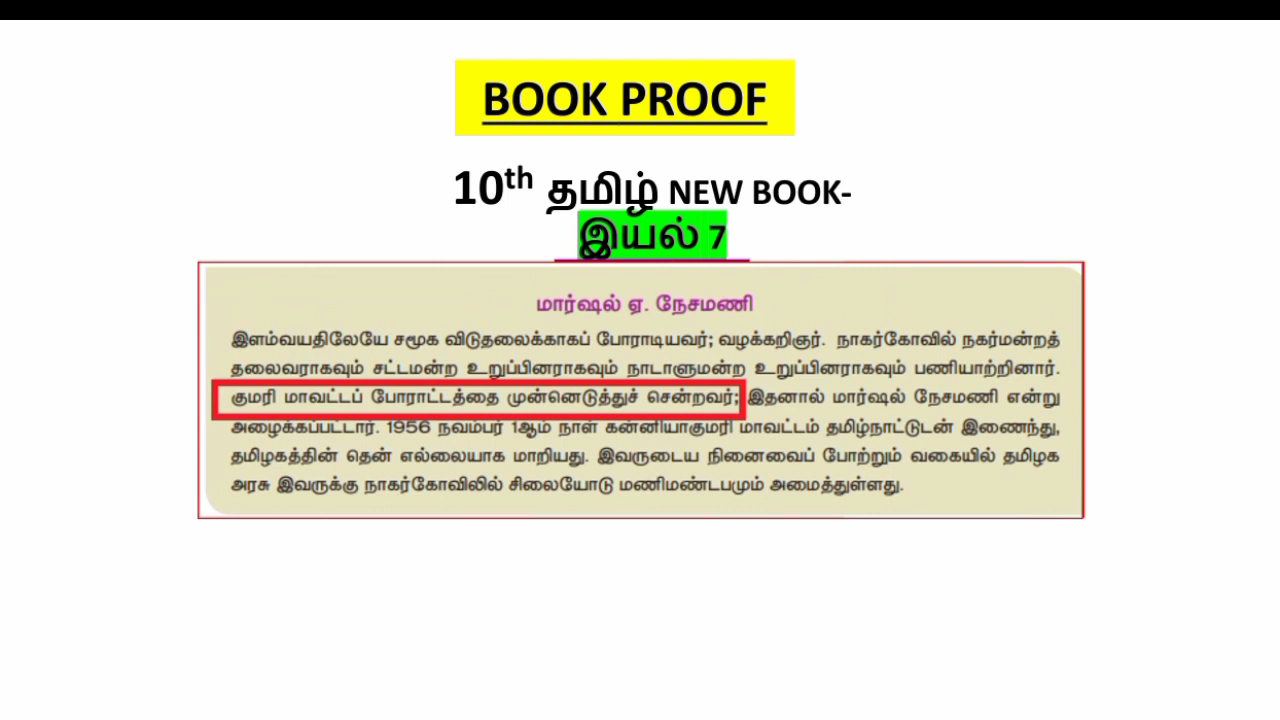 BOOK PROOF
10th தமிழ் NEW BOOK-
இயல் 7
மார்ஷல் ஏ. நேசமணி
இளம்வயதிலேயே சமூக விடுதலைக்காகப் போராடியவர்; வழக்கறிஞர். நாகர்கோவில் நகர்மன்றத்
தலைவராகவும் சட்டமன்ற உறுப்பினராகவும் நாடாளுமன்ற உறுப்பினராகவும் பணியாற்றினார்.
குமரி மாவட்டப் போராட்டத்தை முன்னெடுத்துச் சென்றவர்; இதனால் மார்ஷல் நேசமணி என்று
அழைக்கப்பட்டார். 1956 நவம்பர் 1ஆம் நாள் கன்னியாகுமரி மாவட்டம் தமிழ்நாட்டுடன் இணைந்து,
தமிழகத்தின் தென் எல்லையாக மாறியது. இவருடைய நினைவைப் போற்றும் வகையில் தமிழக
அரசு இவருக்கு நாகர்கோவிலில் சிலையோடு மணிமண்டபமும் அமைத்துள்ளது.